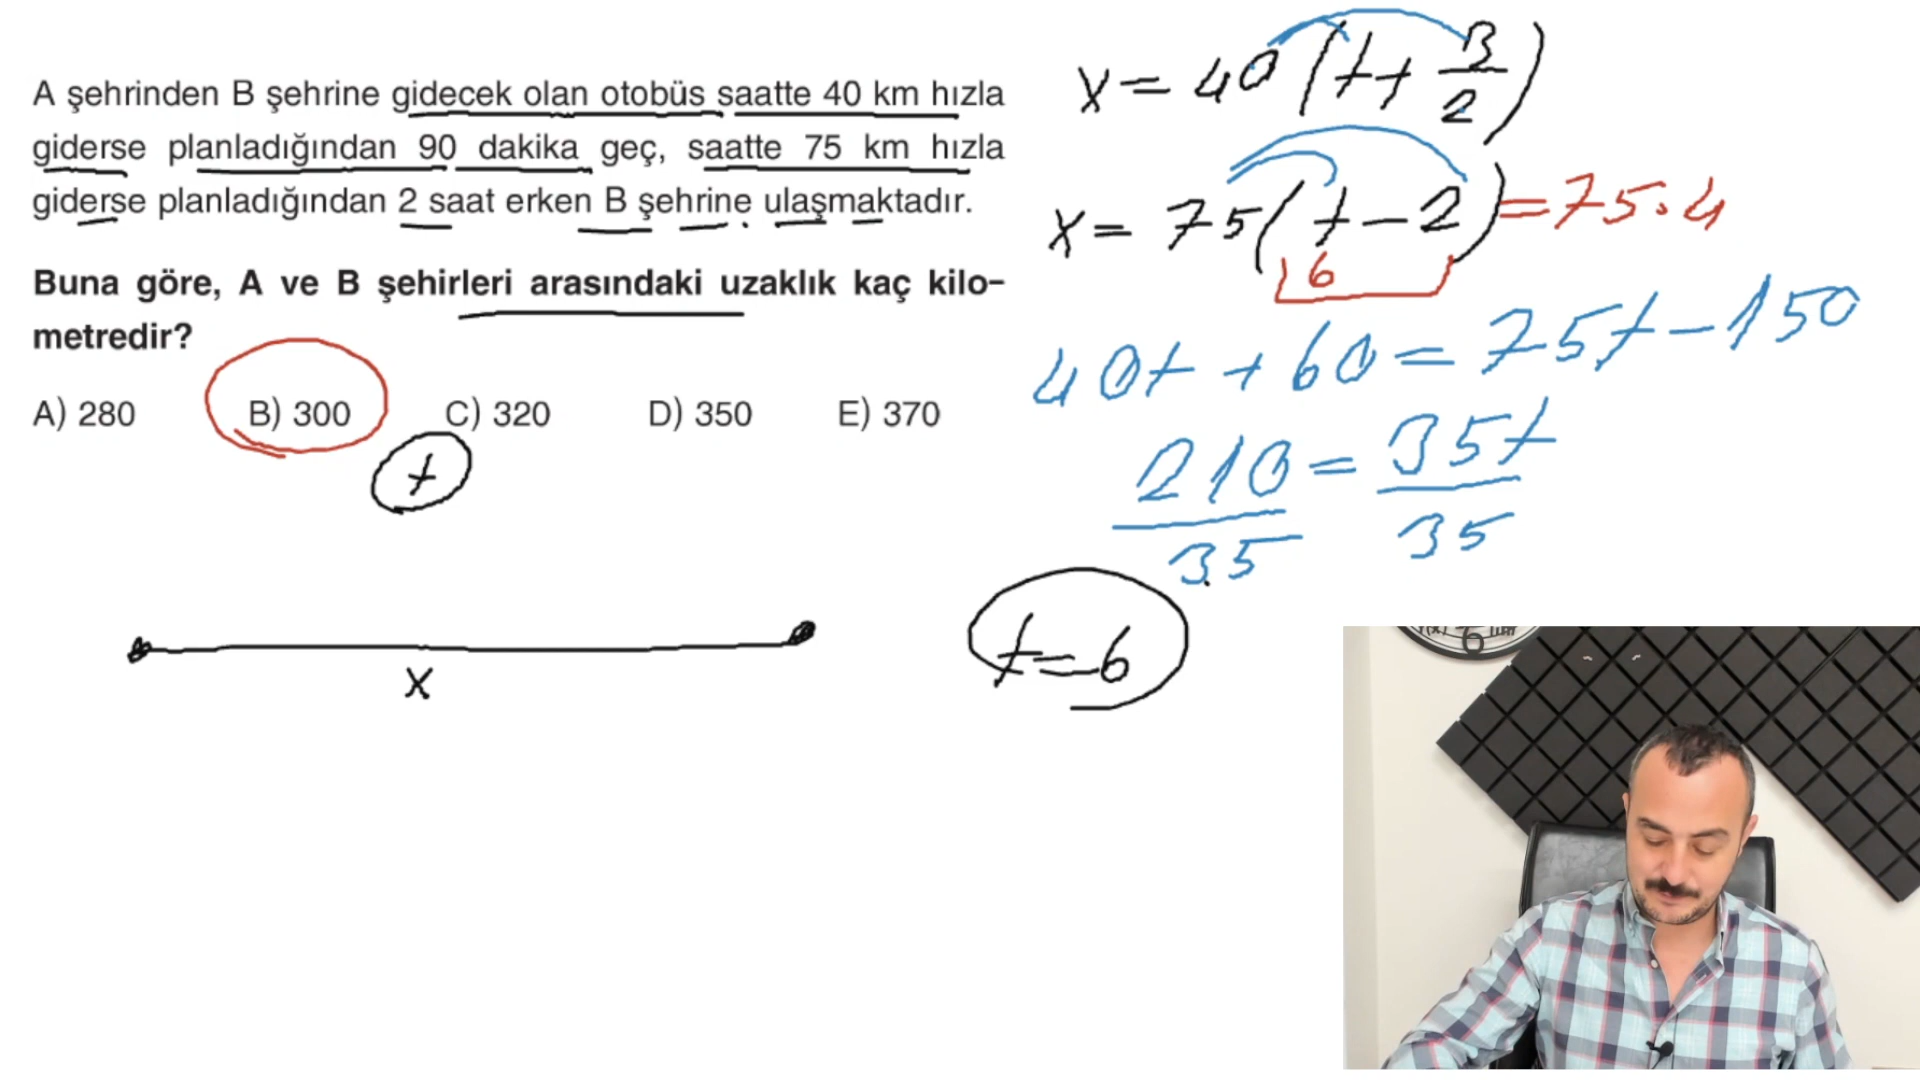 A şehrinden B şehrine gidecek olan otobüs saatte 40 km hızla
giderse planladığından 90 dakika geç, saatte 75 km hızla
giderse planladığından 2 saat erken B şehrine ulaşmaktadır.
Buna göre, A ve B şehirleri arasındaki uzaklık kaç kilo-
metredir?
A) 280 B) 300 C) 320 D) 350 E) 370
t
x
x = 40 (t + 3/2)
x = 75 (t - 2) = 75.4
6
40t + 60 = 75t - 150
210/35 = 35t/35
t = 6
6